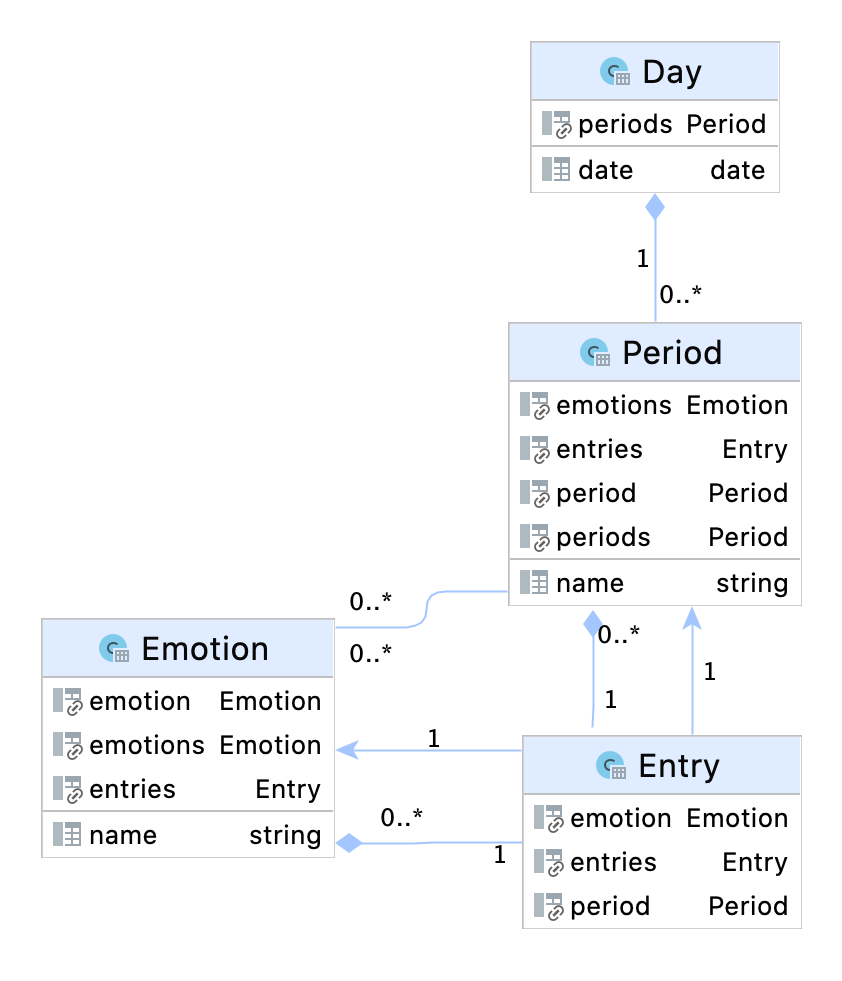 Day
periods Period
date date
1
0..*
Period
emotions Emotion
entries Entry
period Period
periods Period
name string
0..*
0..*
0..*
1
1
Emotion
emotion Emotion
emotions Emotion
entries Entry
name string
1
0..*
1
Entry
emotion Emotion
entries Entry
period Period